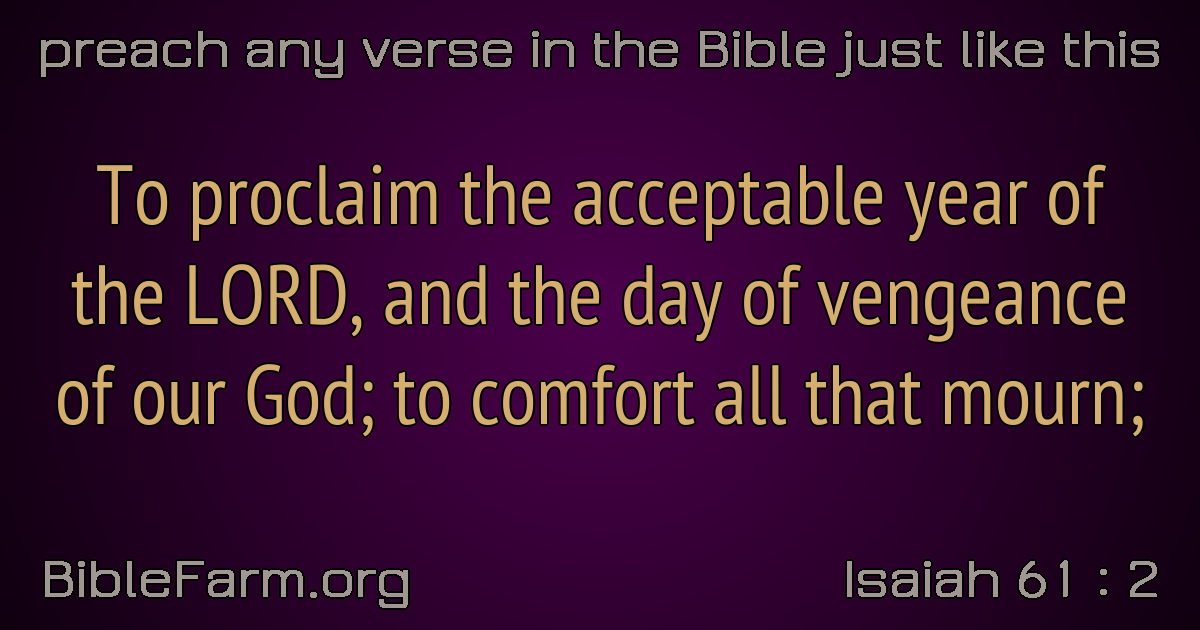 preach any verse in the Bible just like this
To proclaim the acceptable year of
the LORD, and the day of vengeance
of our God; to comfort all that mourn;
BibleFarm.org
Isaiah 61 : 2